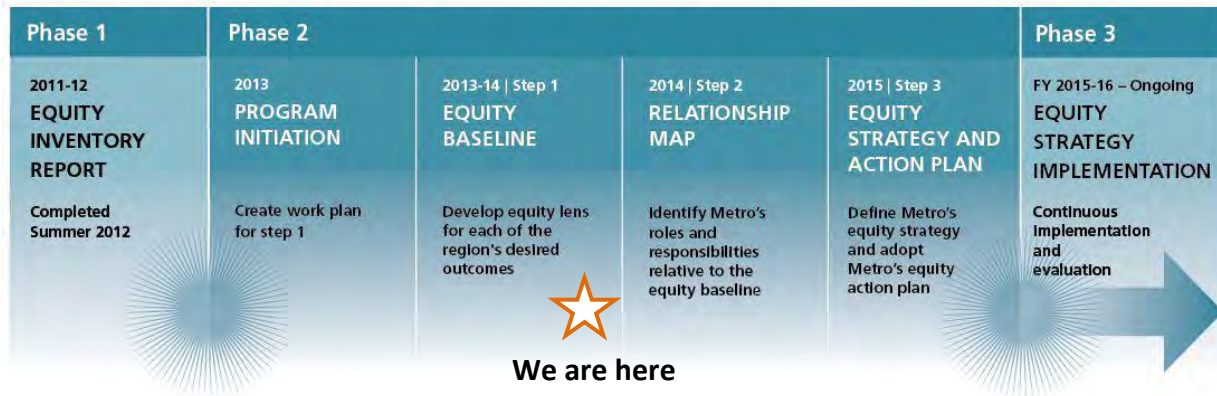 Phase 1
2011-12
EQUITY
INVENTORY
REPORT
Completed
Summer 2012
Phase 2
2013
PROGRAM
INITIATION
Create work plan
for step 1
2013-14 | Step 1
EQUITY
BASELINE
Develop equity lens
for each of the
region's desired
outcomes
2014 | Step 2
RELATIONSHIP
MAP
Identify Metro's
roles and
responsibilities
relative to the
equity baseline
2015 | Step 3
EQUITY
STRATEGY AND
ACTION PLAN
Define Metro's
equity strategy
and adopt
Metro's equity
action plan
Phase 3
FY 2015-16 – Ongoing
EQUITY
STRATEGY
IMPLEMENTATION
Continuous
implementation
and
evaluation
We are here